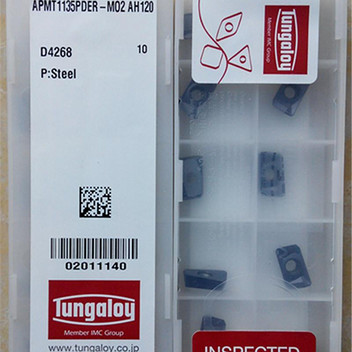 APMT1135PDER-MO2 AH120
D4268
10
P:Steel
02011140
Tungaloy
Member IMC Group
www.tungaloy.co.jp
Tungaloy
Member IMC Group
INSPECTED